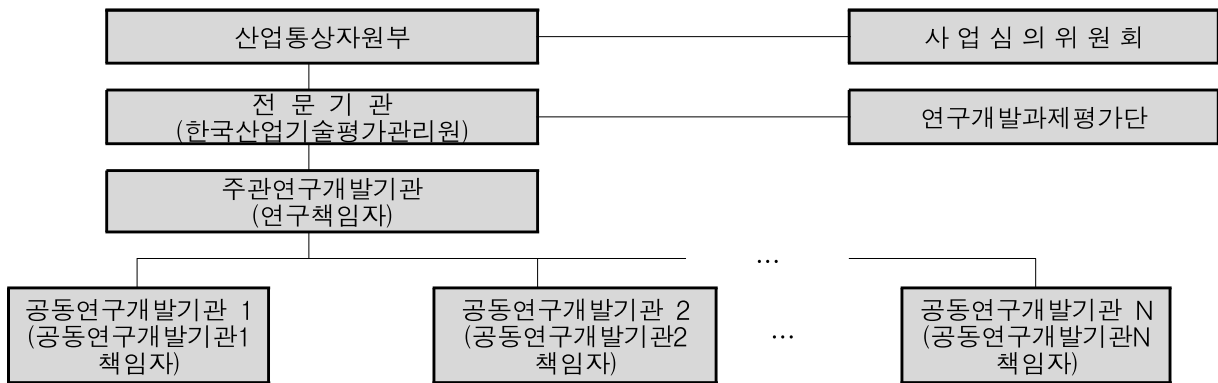 산업통상자원부
사 업 심 의 위 원 회
전 문 기 관
(한국산업기술평가관리원)
연구개발과제평가단
주관연구개발기관
(연구책임자)
...
공동연구개발기관 1
(공동연구개발기관1
책임자)
공동연구개발기관 2
(공동연구개발기관2
책임자)
...
공동연구개발기관 N
(공동연구개발기관N
책임자)